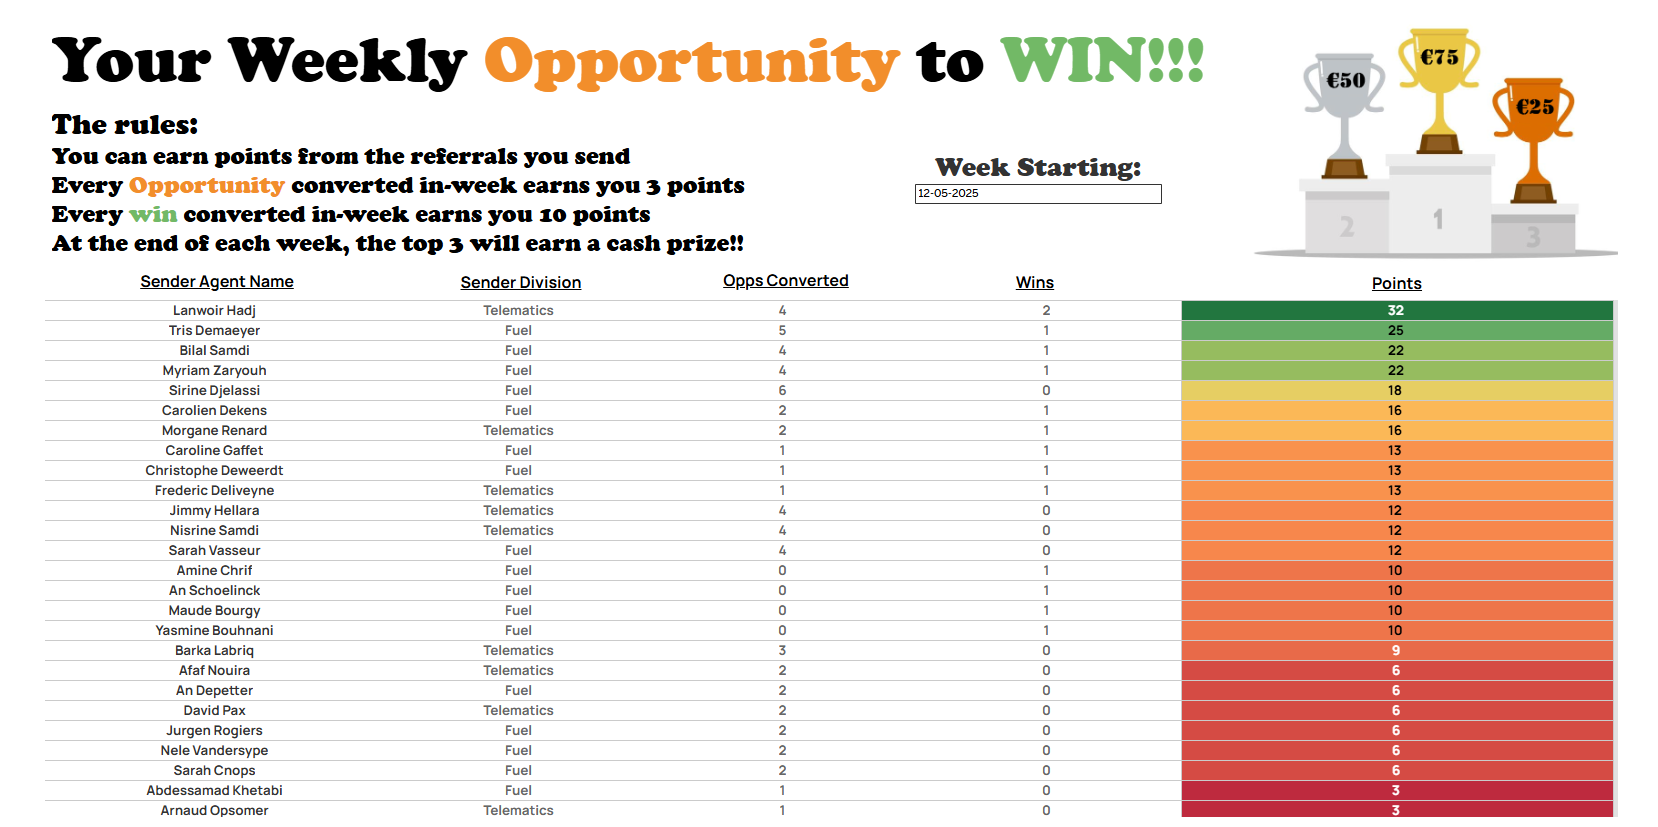 Your Weekly Opportunity to WIN!!!
€50
€75
€25
2
1
3
The rules:
You can earn points from the referrals you send
Every Opportunity converted in-week earns you 3 points
Every win converted in-week earns you 10 points
At the end of each week, the top 3 will earn a cash prize!!
Week Starting:
12-05-2025
Sender Agent Name Sender Division Opps Converted Wins Points
Lanwoir Hadj Telematics 4 2 32
Tris Demaeyer Fuel 5 1 25
Bilal Samdi Fuel 4 1 22
Myriam Zaryouh Fuel 4 1 22
Sirine Djelassi Fuel 6 0 18
Carolien Dekens Fuel 2 1 16
Morgane Renard Telematics 2 1 16
Caroline Gaffet Fuel 1 1 13
Christophe Deweerdt Fuel 1 1 13
Frederic Deliveyne Telematics 1 1 13
Jimmy Hellara Telematics 4 0 12
Nisrine Samdi Telematics 4 0 12
Sarah Vasseur Fuel 4 0 12
Amine Chrif Fuel 0 1 10
An Schoelinck Fuel 0 1 10
Maude Bourgy Fuel 0 1 10
Yasmine Bouhnani Fuel 0 1 10
Barka Labriq Telematics 3 0 9
Afaf Nouira Telematics 2 0 6
An Depetter Fuel 2 0 6
David Pax Telematics 2 0 6
Jurgen Rogiers Fuel 2 0 6
Nele Vandersype Fuel 2 0 6
Sarah Cnops Fuel 2 0 6
Abdessamad Khetabi Fuel 1 0 3
Arnaud Opsomer Telematics 1 0 3